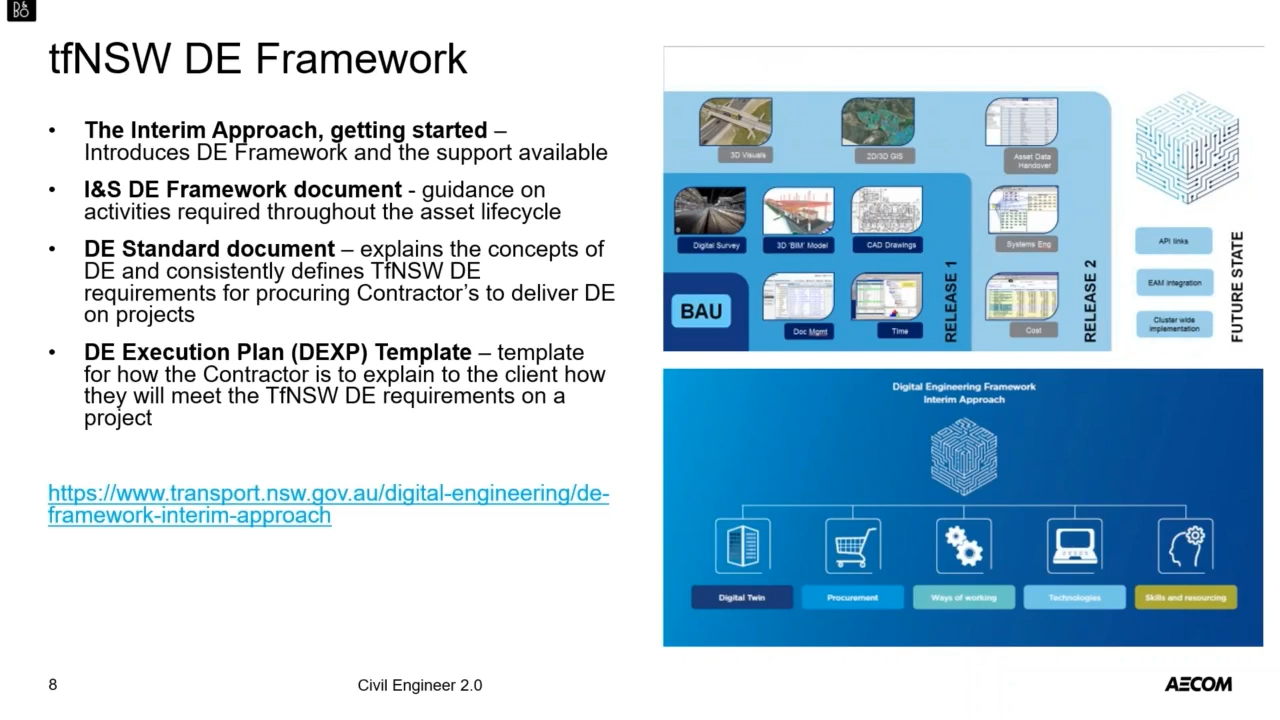 B&O
tfNSW DE Framework
• The Interim Approach, getting started –
Introduces DE Framework and the support available
• I&S DE Framework document - guidance on
activities required throughout the asset lifecycle
• DE Standard document – explains the concepts of
DE and consistently defines TfNSW DE
requirements for procuring Contractor's to deliver DE
on projects
• DE Execution Plan (DEXP) Template – template
for how the Contractor is to explain to the client how
they will meet the TfNSW DE requirements on a
project
https://www.transport.nsw.gov.au/digital-engineering/de-
framework-interim-approach
3D Visuals
2D/3D GIS
Asset Data
Handover
Digital Survey
3D 'BIM' Model
CAD Drawings
Systems Eng
BAU
Doc Mgmt
Time
Cost
RELEASE 1
RELEASE 2
API links
EAM integration
Cluster wide
implementation
FUTURE STATE
Digital Engineering Framework
Interim Approach
Digital Twin
Procurement
Ways of working
Technologies
Skills and resourcing
8
Civil Engineer 2.0
AECOM